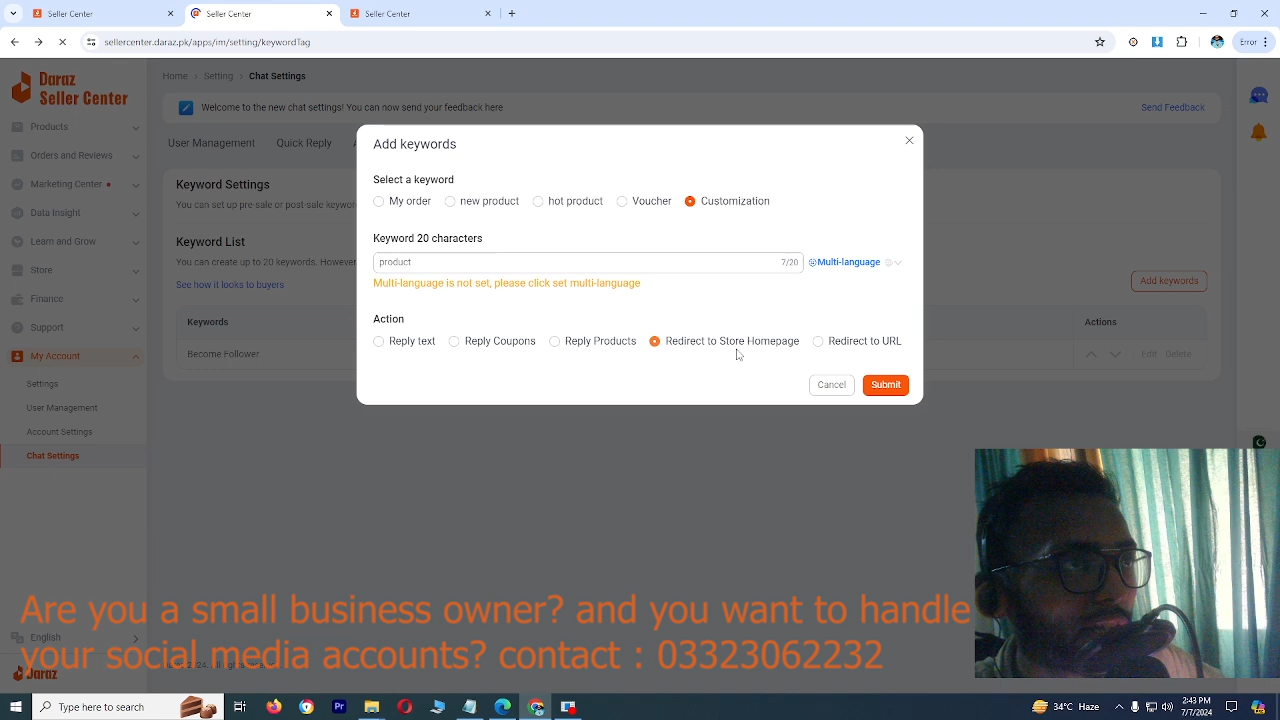 Seller Center
Seller Center
Seller Center
sellercenter.daraz.pk/apps/im/setting/keywordTag
Error
Daraz
Seller Center
Home > Setting > Chat Settings
Welcome to the new chat settings! You can now send your feedback here
Send Feedback
Products
Orders and Reviews
Marketing Center
Data Insight
Learn and Grow
Store
Finance
Support
My Account
Settings
User Management
Account Settings
Chat Settings
English
Daraz
User Management
Quick Reply
Keyword Settings
You can set up pre-sale or post-sale keywor
Keyword List
You can create up to 20 keywords. However
See how it looks to buyers
Add keywords
Keywords
Actions
Become Follower
Edit Delete
Add keywords
Select a keyword
My order
new product
hot product
Voucher
Customization
Keyword 20 characters
product
7/20
Multi-language
Multi-language is not set, please click set multi-language
Action
Reply text
Reply Coupons
Reply Products
Redirect to Store Homepage
Redirect to URL
Cancel
Submit
Are you a small business owner? and you want to handle
your social media accounts? contact : 03323062232
Type here to search
Pr
34°C Haze
2:43 PM
7/7/2024